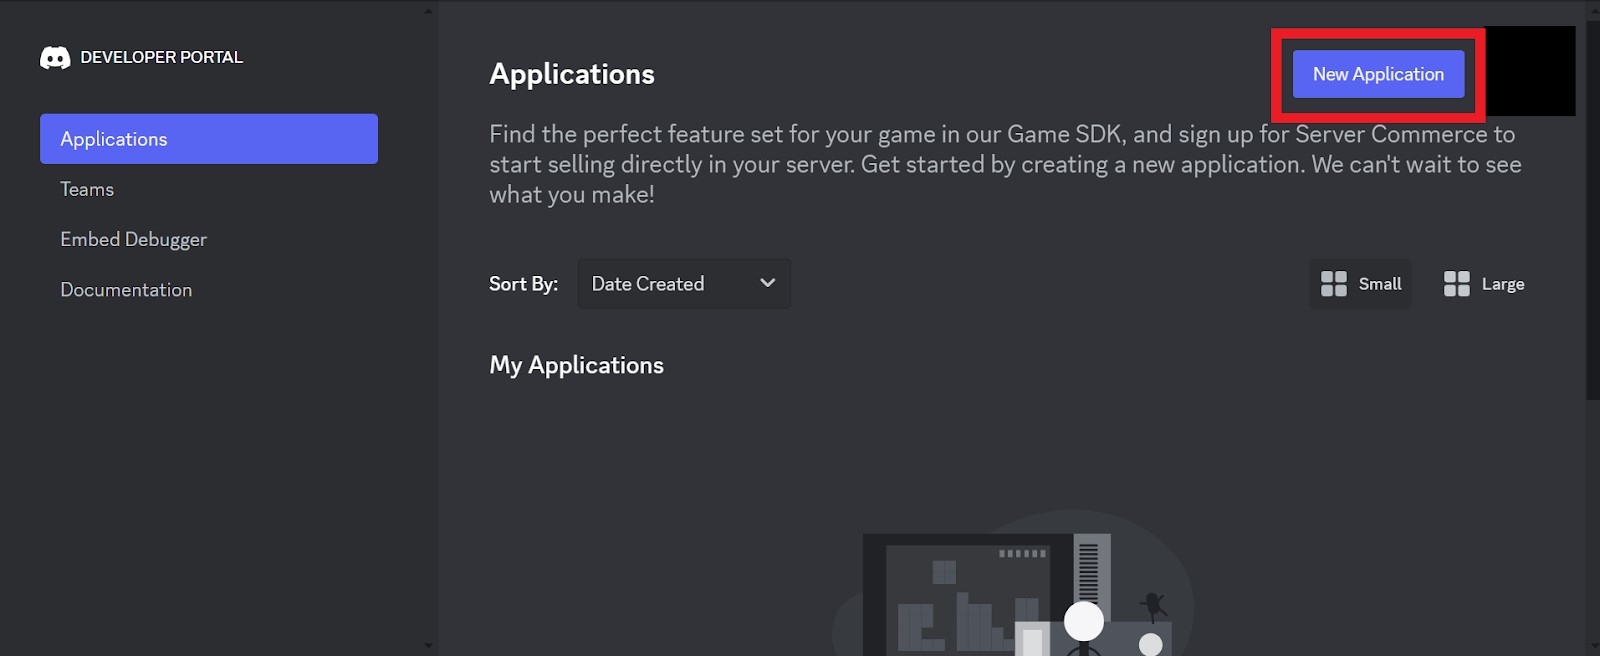 DEVELOPER PORTAL
Applications
Teams
Embed Debugger
Documentation
Applications
New Application
Find the perfect feature set for your game in our Game SDK, and sign up for Server Commerce to
start selling directly in your server. Get started by creating a new application. We can't wait to see
what you make!
Sort By:
Date Created
Small
Large
My Applications